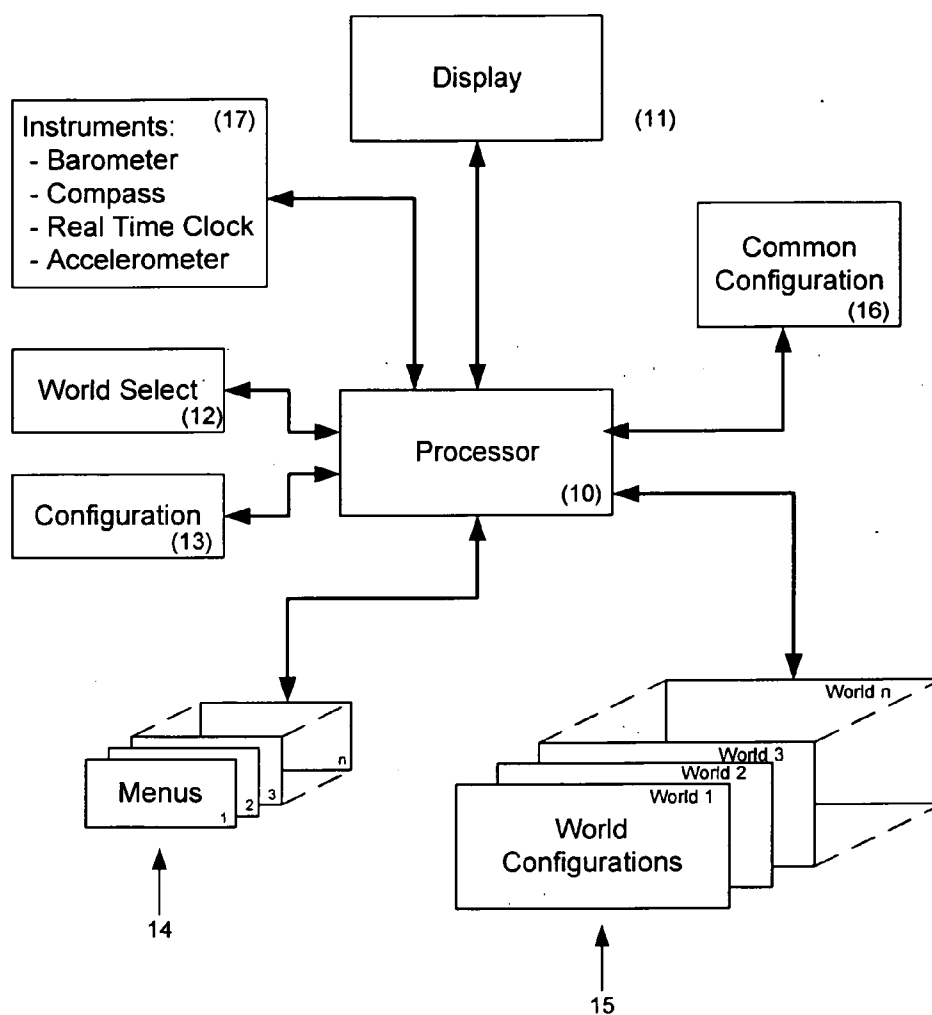 Display
(11)
Instruments: (17)
- Barometer
- Compass
- Real Time Clock
- Accelerometer
Common
Configuration
(16)
World Select
(12)
Processor
(10)
Configuration
(13)
Menus
1
2
3
n
14
World n
World 3
World 2
World 1
World
Configurations
15